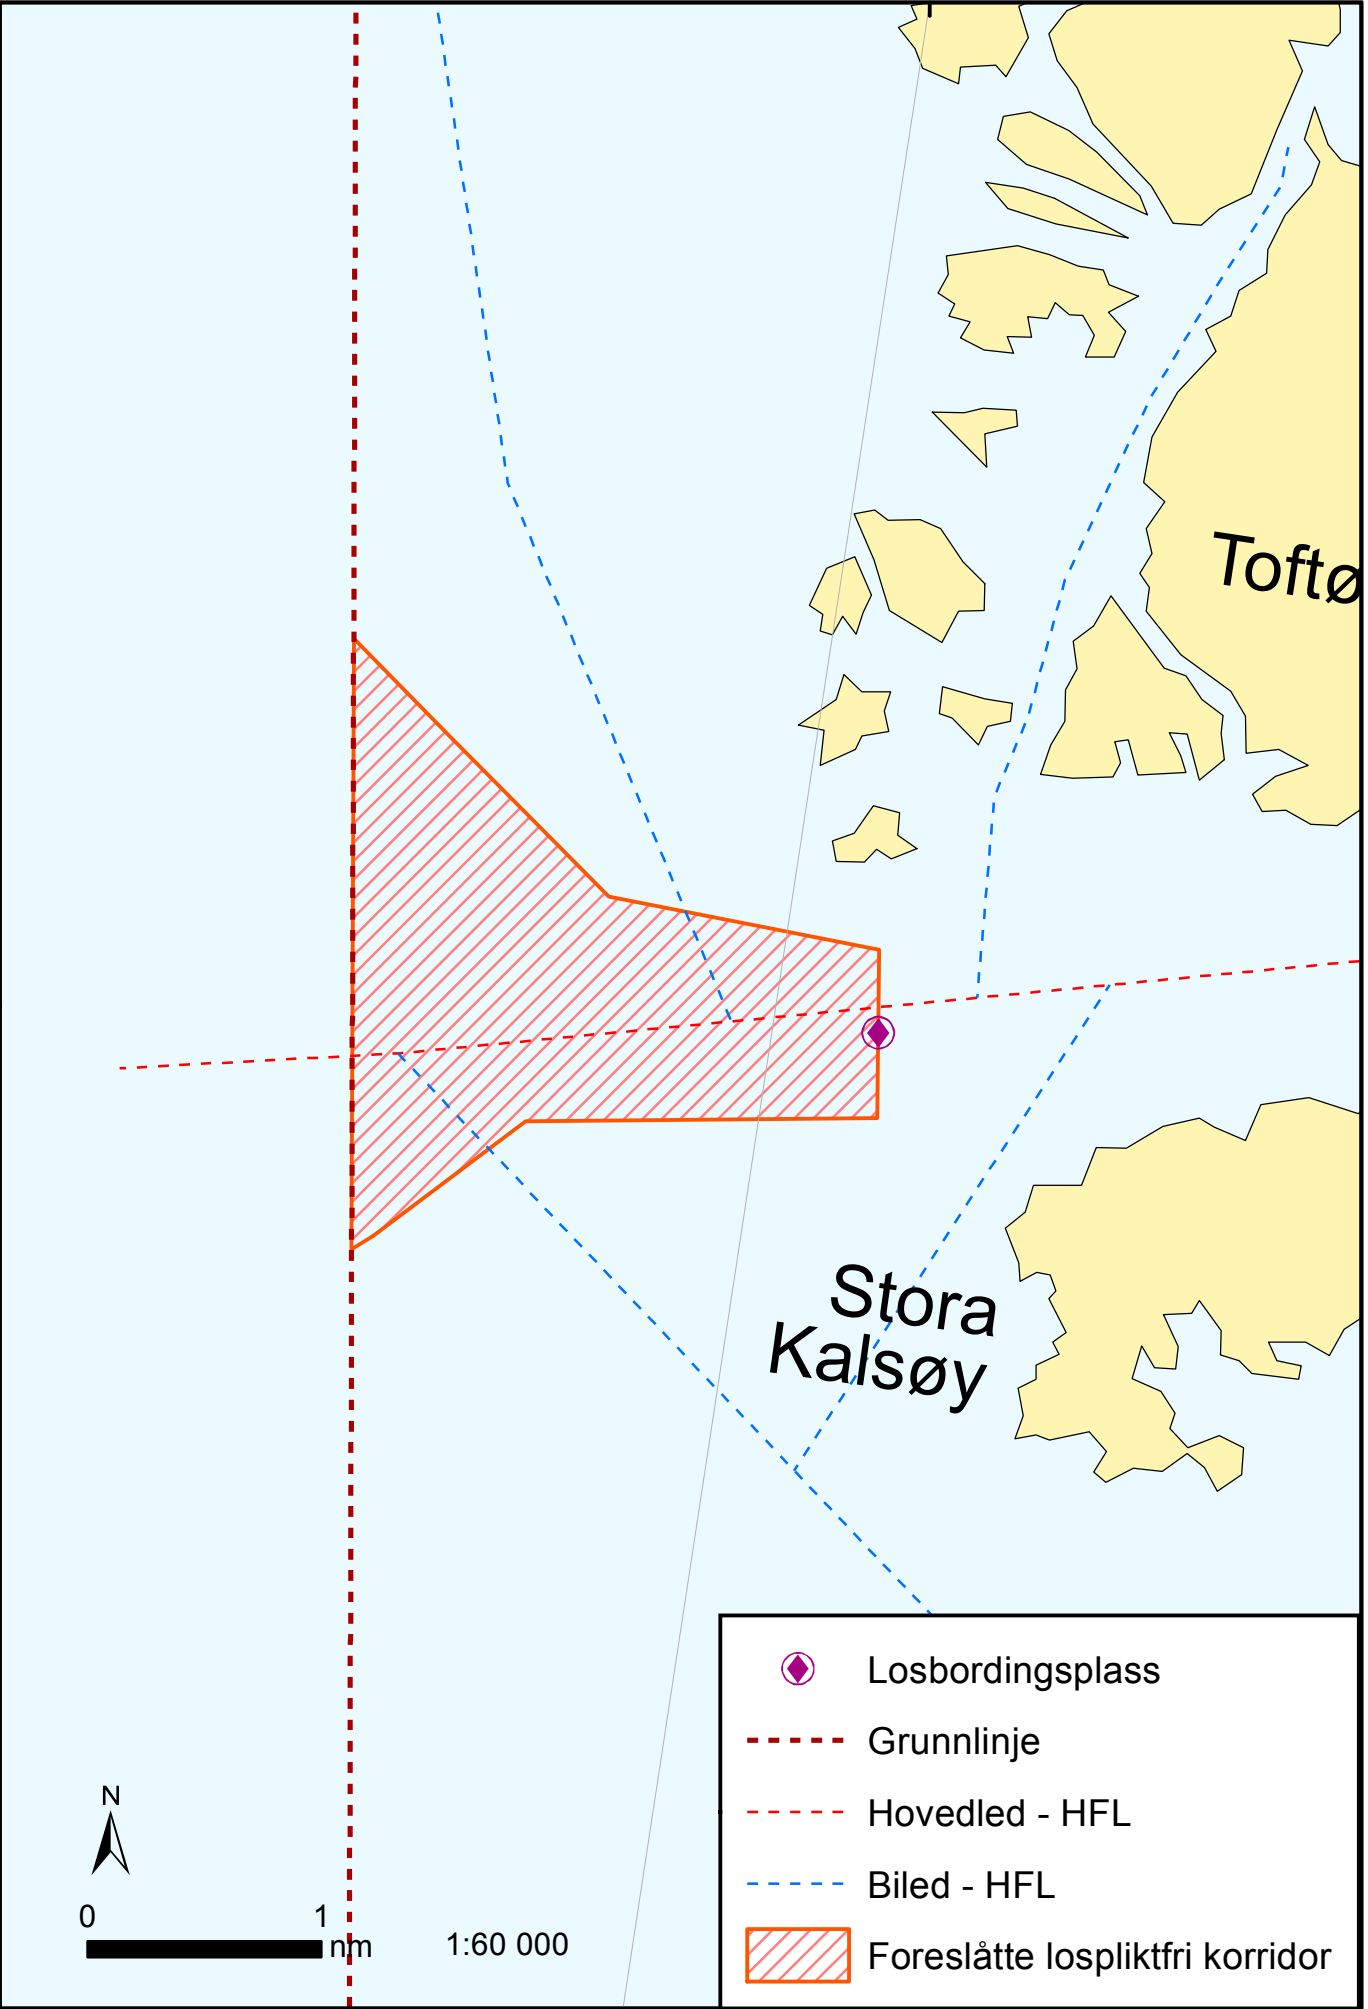 Toftø
Stora
Kalsøy
Losbordingsplass
Grunnlinje
Hovedled - HFL
Biled - HFL
Foreslåtte lospliktfri korridor
N
0 1
nm 1:60 000